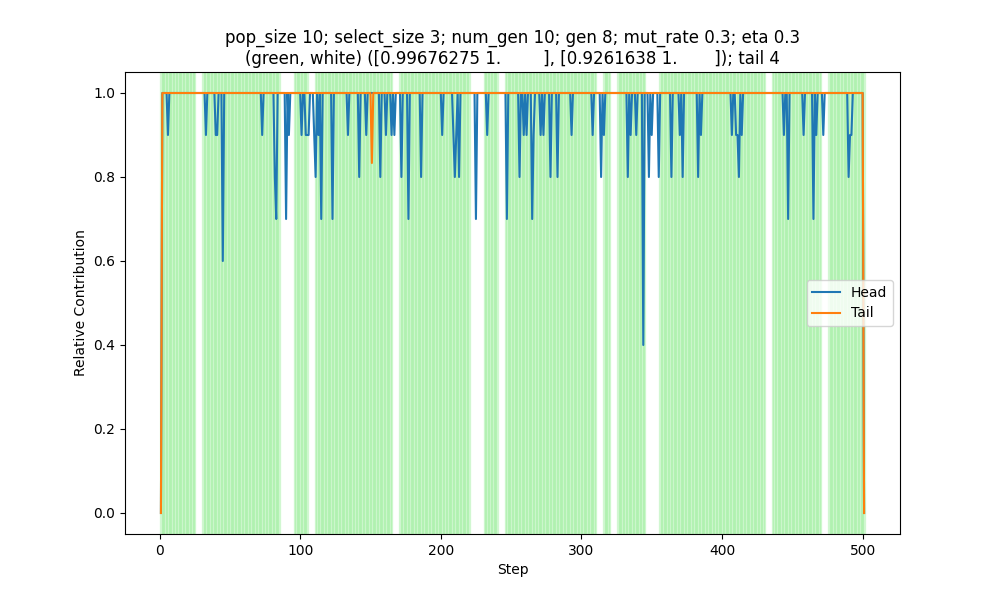 pop_size 10; select_size 3; num_gen 10; gen 8; mut_rate 0.3; eta 0.3
(green, white) ([0.99676275 1.        ], [0.9261638 1.        ]); tail 4
Relative Contribution
1.0
0.8
0.6
0.4
0.2
0.0
Head
Tail
0 100 200 300 400 500
Step